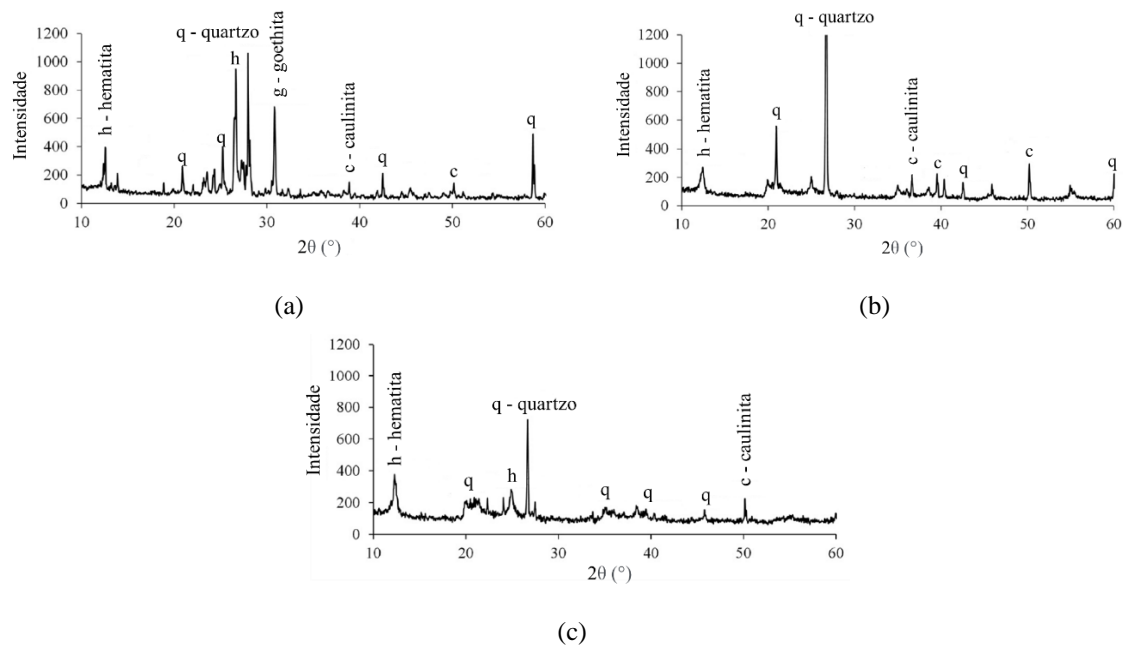 q - quartzo
h - hematita
h
g - goethita
c - caulinita
q
q
q
c
q
Intensidade
1200
1000
800
600
400
200
0
10 20 30 40 50 60
2θ (°)
(a)
q - quartzo
h - hematita
q
c - caulinita
c
q
c
q
Intensidade
1200
1000
800
600
400
200
0
10 20 30 40 50 60
2θ (°)
(b)
h - hematita
q - quartzo
q
h
q
q
q
c - caulinita
Intensidade
1200
1000
800
600
400
200
0
10 20 30 40 50 60
2θ (°)
(c)